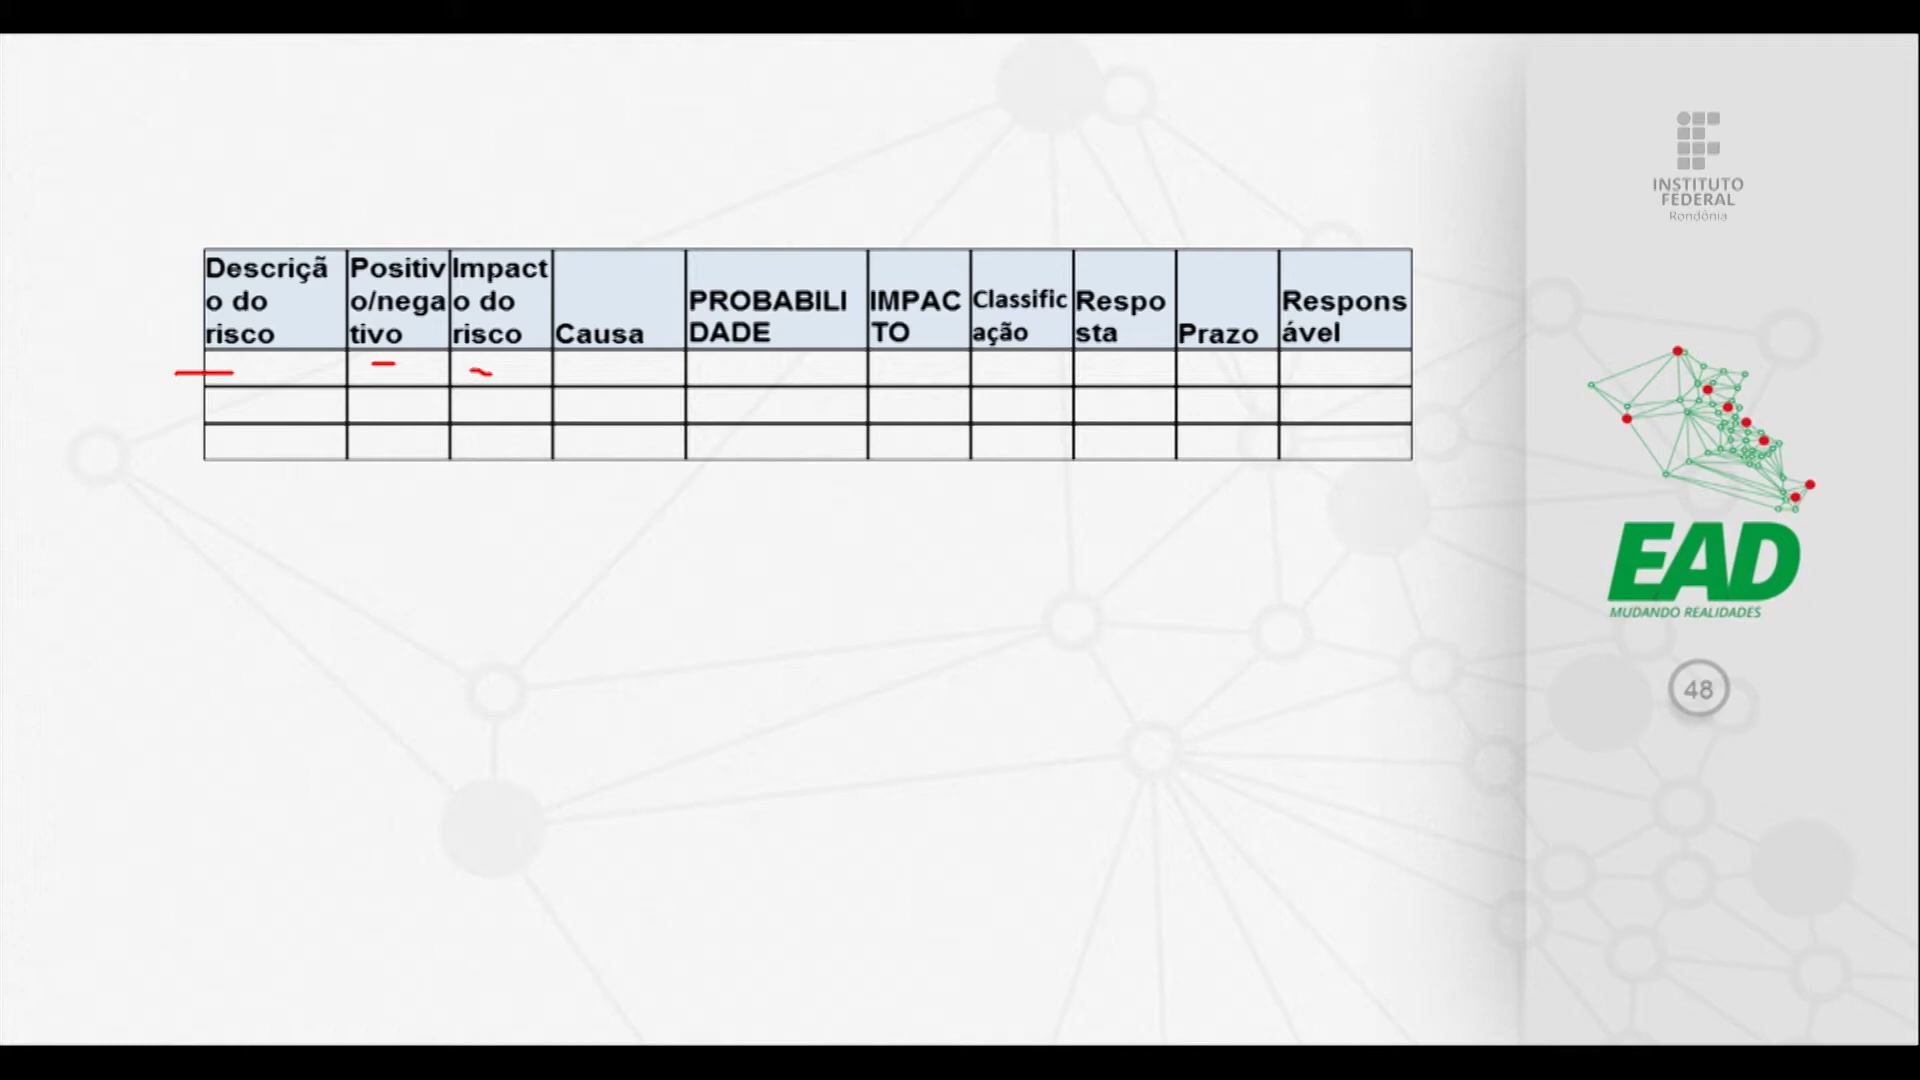 Descriçã
o do
risco
Positiv
o/nega
tivo
Impact
o do
risco
Causa
PROBABILI
DADE
IMPAC
TO
Classific
ação
Respo
sta
Prazo
Respons
ável
INSTITUTO
FEDERAL
Rondônia
EAD
MUDANDO REALIDADES
48